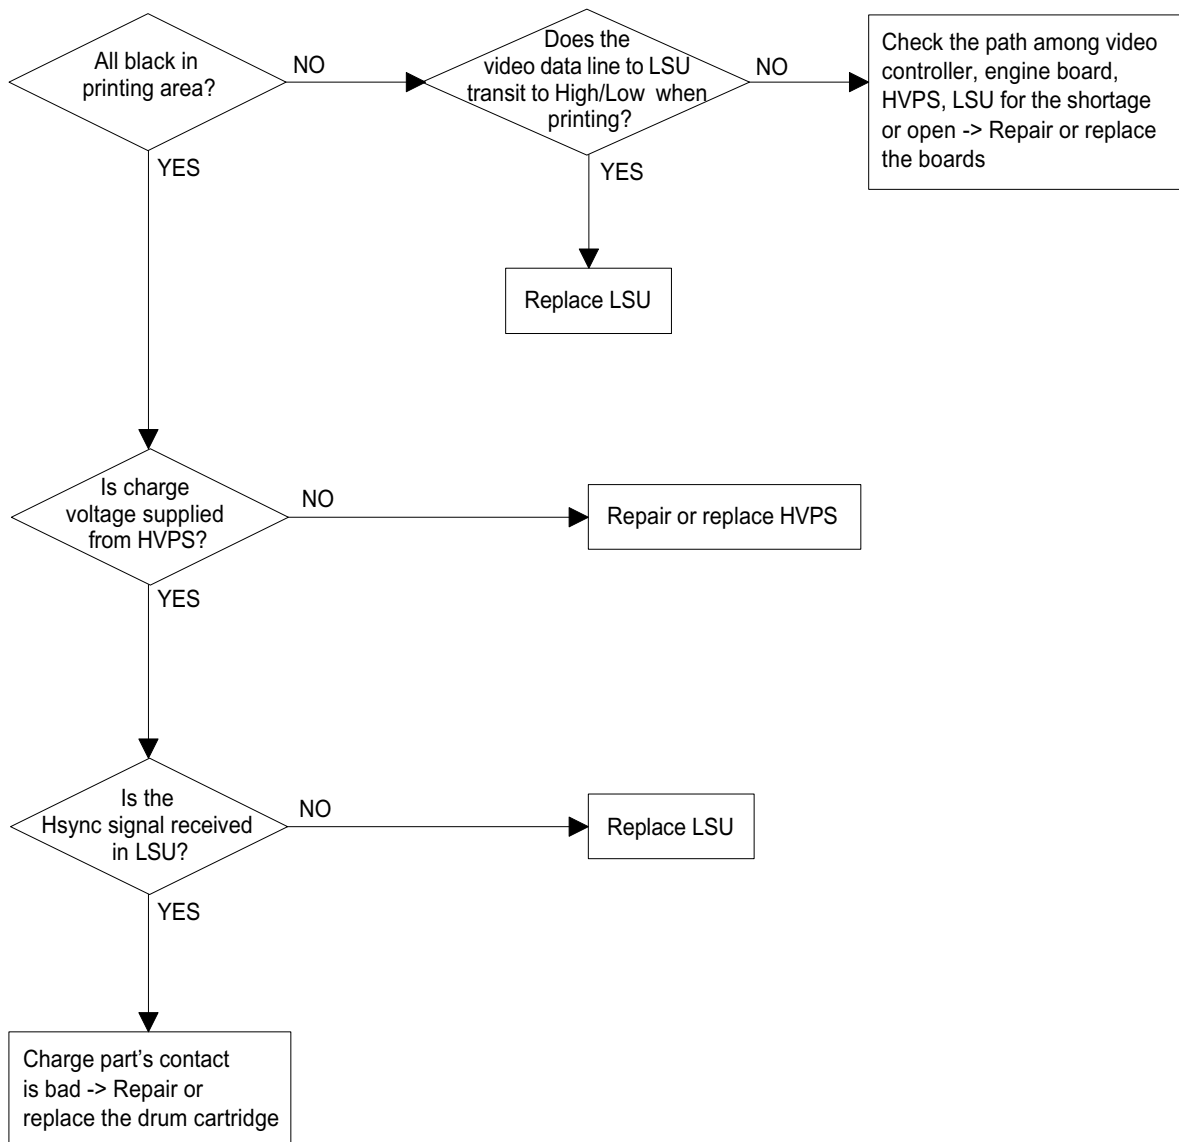 All black in
printing area?
NO
YES
Does the
video data line to LSU
transit to High/Low when
printing?
NO
YES
Check the path among video
controller, engine board,
HVPS, LSU for the shortage
or open -> Repair or replace
the boards
Replace LSU
Is charge
voltage supplied
from HVPS?
NO
YES
Repair or replace HVPS
Is the
Hsync signal received
in LSU?
NO
YES
Replace LSU
Charge part’s contact
is bad -> Repair or
replace the drum cartridge